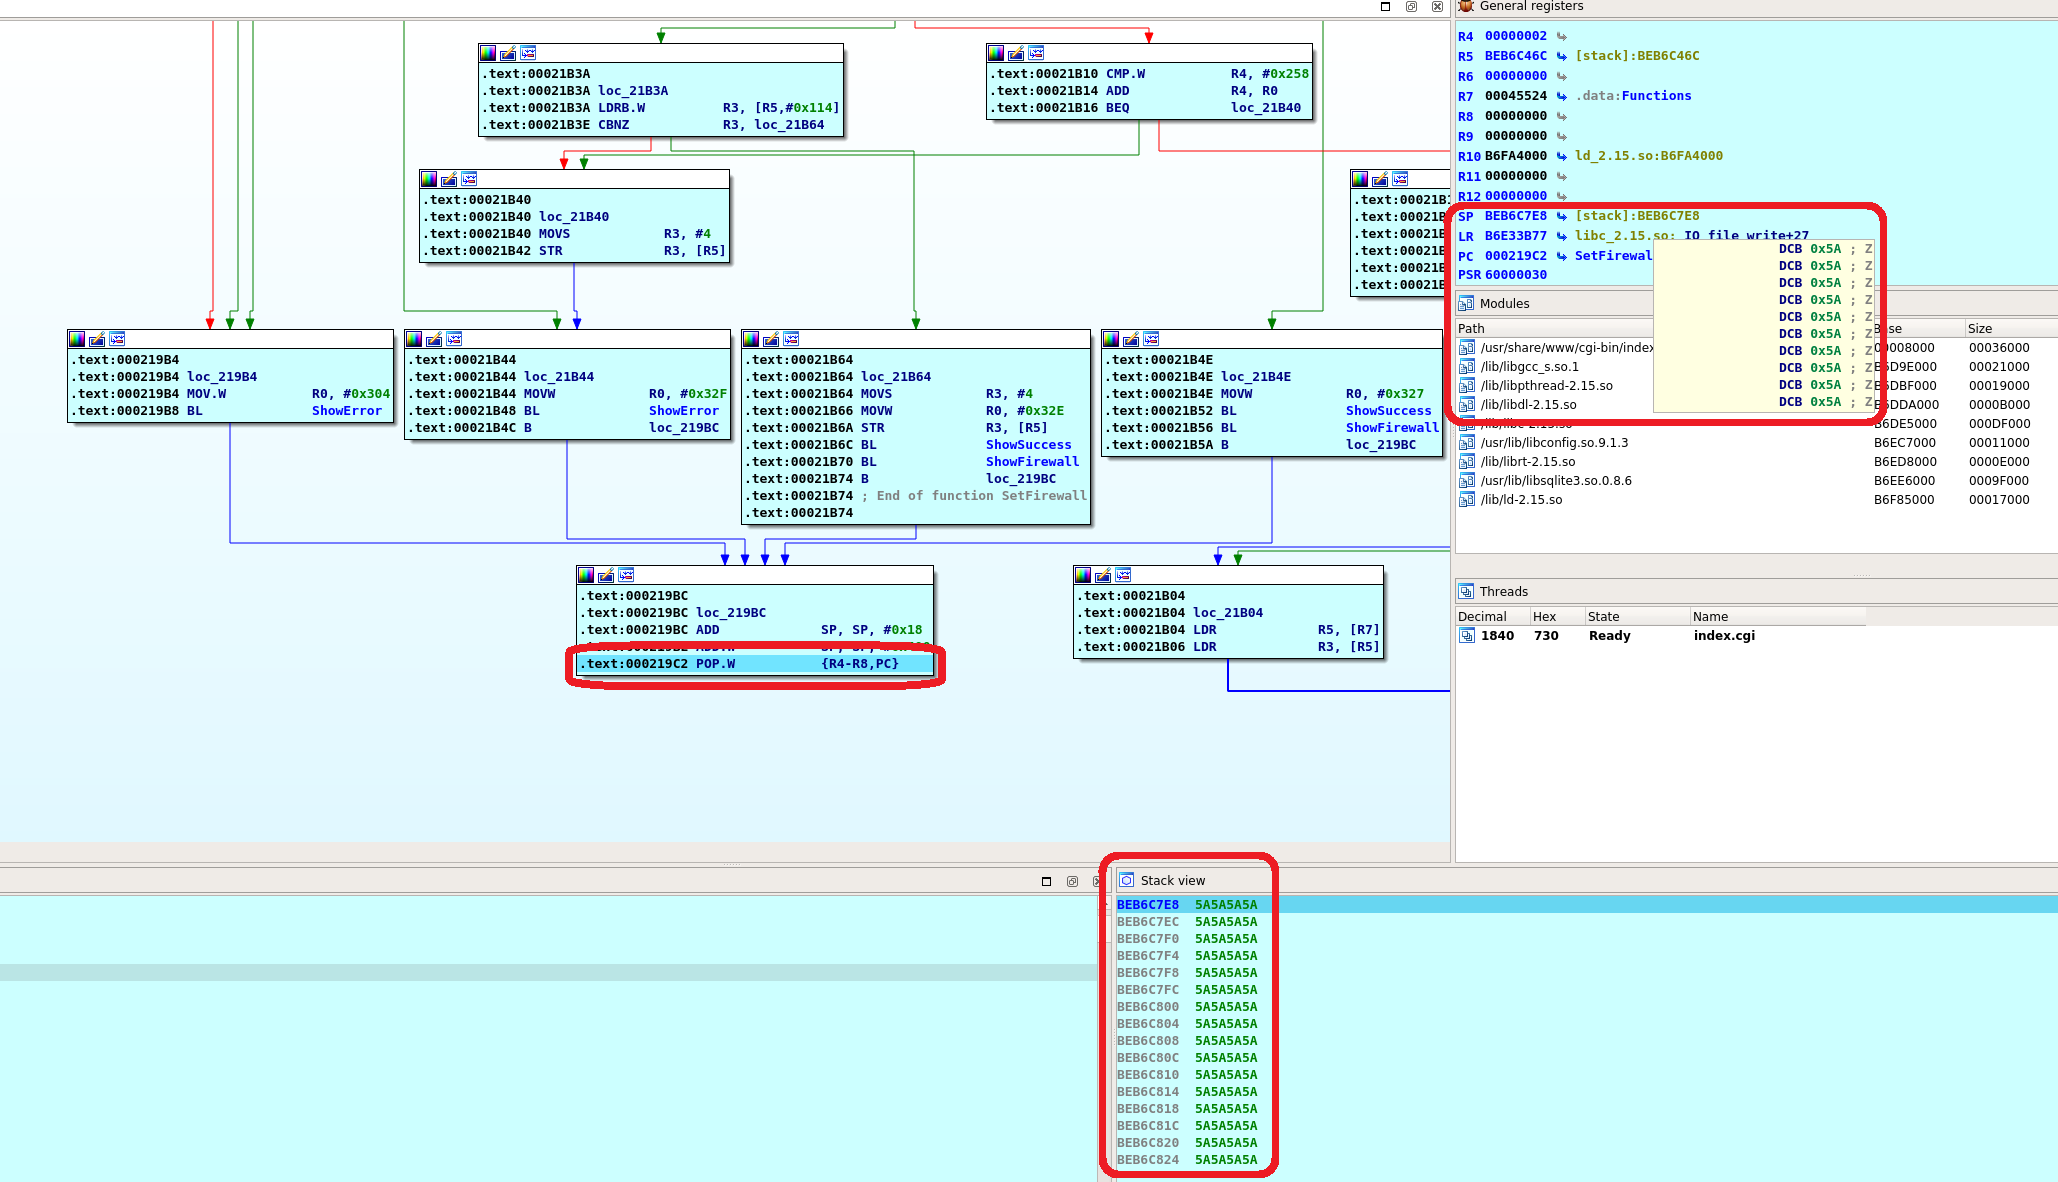 General registers
R4 00000002
R5 BEB6C46C [stack]:BEB6C46C
R6 00000000
R7 00045524 .data:Functions
R8 00000000
R9 00000000
R10 B6FA4000 ld_2.15.so:B6FA4000
R11 00000000
R12 00000000
SP BEB6C7E8 [stack]:BEB6C7E8
LR B6E33B77 libc_2.15.so: IO file write+27
PC 000219C2 SetFirewal
PSR 60000030
DCB 0x5A ; Z
DCB 0x5A ; Z
DCB 0x5A ; Z
DCB 0x5A ; Z
DCB 0x5A ; Z
DCB 0x5A ; Z
DCB 0x5A ; Z
DCB 0x5A ; Z
DCB 0x5A ; Z
DCB 0x5A ; Z
.text:00021B3A
.text:00021B3A loc_21B3A
.text:00021B3A LDRB.W R3, [R5,#0x114]
.text:00021B3E CBNZ R3, loc_21B64
.text:00021B10 CMP.W R4, #0x258
.text:00021B14 ADD R4, R0
.text:00021B16 BEQ loc_21B40
.text:00021B40
.text:00021B40 loc_21B40
.text:00021B40 MOVS R3, #4
.text:00021B42 STR R3, [R5]
.text:000219B4
.text:000219B4 loc_219B4
.text:000219B4 MOV.W R0, #0x304
.text:000219B8 BL ShowError
.text:00021B44
.text:00021B44 loc_21B44
.text:00021B44 MOVW R0, #0x32F
.text:00021B48 BL ShowError
.text:00021B4C B loc_219BC
.text:00021B64
.text:00021B64 loc_21B64
.text:00021B64 MOVS R3, #4
.text:00021B66 MOVW R0, #0x32E
.text:00021B6A STR R3, [R5]
.text:00021B6C BL ShowSuccess
.text:00021B70 BL ShowFirewall
.text:00021B74 B loc_219BC
.text:00021B74 ; End of function SetFirewall
.text:00021B74
.text:00021B4E
.text:00021B4E loc_21B4E
.text:00021B4E MOVW R0, #0x327
.text:00021B52 BL ShowSuccess
.text:00021B56 BL ShowFirewall
.text:00021B5A B loc_219BC
.text:000219BC
.text:000219BC loc_219BC
.text:000219BC ADD SP, SP, #0x18
.text:000219C2 POP.W {R4-R8,PC}
.text:00021B04
.text:00021B04 loc_21B04
.text:00021B04 LDR R5, [R7]
.text:00021B06 LDR R3, [R5]
Modules
Path Base Size
/usr/share/www/cgi-bin/index 00008000 00036000
/lib/libgcc_s.so.1 B6D9E000 00021000
/lib/libpthread-2.15.so B6DBF000 00019000
/lib/libdl-2.15.so B6DDA000 0000B000
/lib/libc-2.15.so B6DE5000 000DF000
/usr/lib/libconfig.so.9.1.3 B6EC7000 00011000
/lib/librt-2.15.so B6ED8000 0000E000
/usr/lib/libsqlite3.so.0.8.6 B6EE6000 0009F000
/lib/ld-2.15.so B6F85000 00017000
Threads
Decimal Hex State Name
1840 730 Ready index.cgi
Stack view
BEB6C7E8 5A5A5A5A
BEB6C7EC 5A5A5A5A
BEB6C7F0 5A5A5A5A
BEB6C7F4 5A5A5A5A
BEB6C7F8 5A5A5A5A
BEB6C7FC 5A5A5A5A
BEB6C800 5A5A5A5A
BEB6C804 5A5A5A5A
BEB6C808 5A5A5A5A
BEB6C80C 5A5A5A5A
BEB6C810 5A5A5A5A
BEB6C814 5A5A5A5A
BEB6C818 5A5A5A5A
BEB6C81C 5A5A5A5A
BEB6C820 5A5A5A5A
BEB6C824 5A5A5A5A